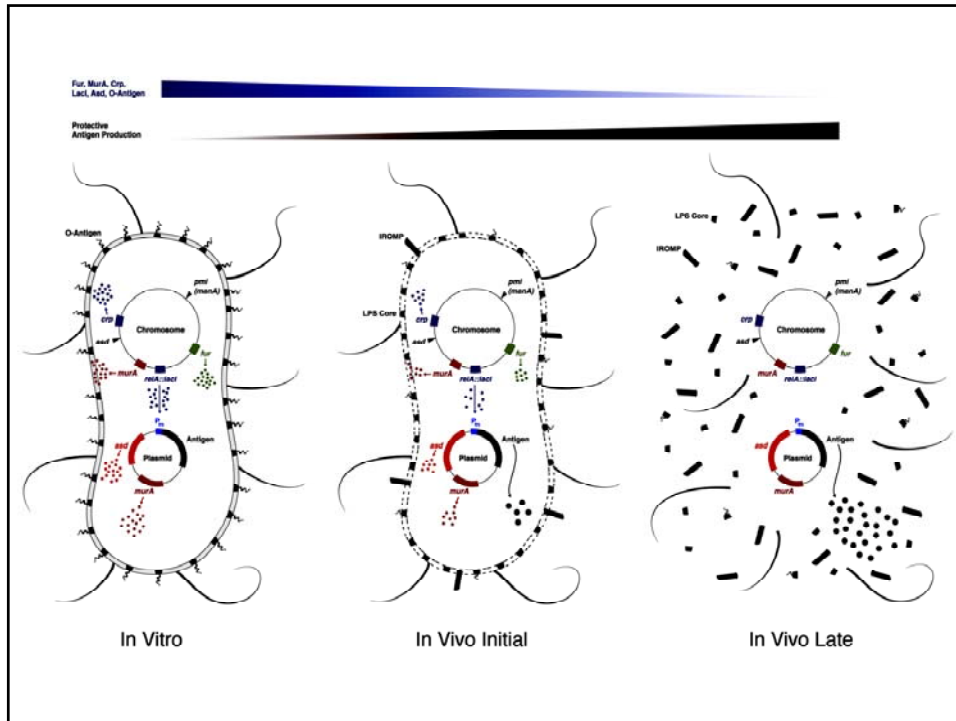 Fur. MurA. Crp.
LacI, Asd, O-Antigen
Protective
Antigen Production
O-Antigen
pmi
(manA)
crp
Chromosome
asd
fur
murA
relA::lacI
Pm
asd
Antigen
Plasmid
murA
In Vitro
IROMP
pmi
(manA)
LPS Core
crp
Chromosome
asd
fur
murA
relA::lacI
Pm
asd
Antigen
Plasmid
murA
In Vivo Initial
LPS Core
IROMP
pmi
(manA)
crp
Chromosome
asd
fur
murA
relA::lacI
Pm
asd
Antigen
Plasmid
murA
In Vivo Late